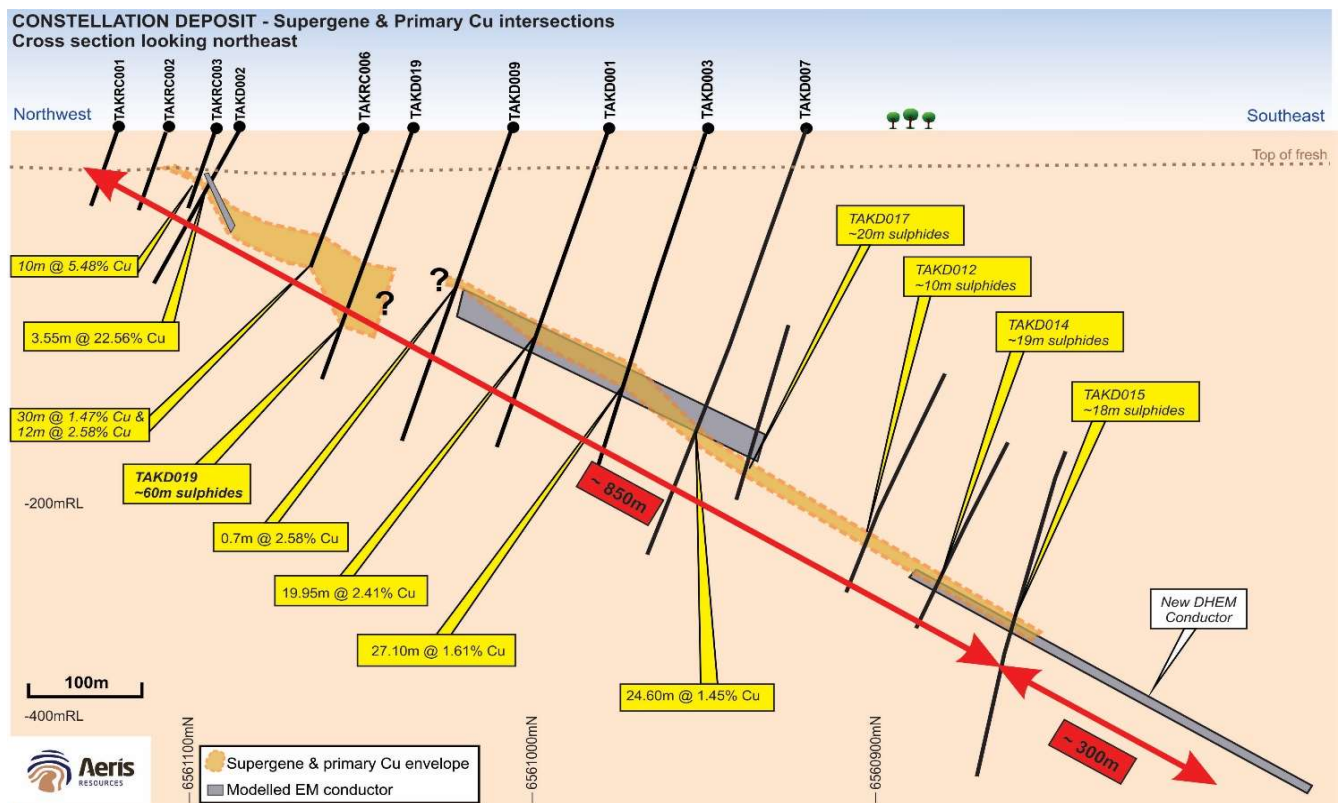 CONSTELLATION DEPOSIT - Supergene & Primary Cu intersections
Cross section looking northeast
TAKRC001
TAKRC002
TAKRC003
TAKD002
TAKRC006
TAKD019
TAKD009
TAKD001
TAKD003
TAKD007
Northwest
Southeast
Top of fresh
TAKD017
~20m sulphides
10m @ 5.48% Cu
TAKD012
~10m sulphides
?
?
3.55m @ 22.56% Cu
TAKD014
~19m sulphides
30m @ 1.47% Cu &
12m @ 2.58% Cu
TAKD015
~18m sulphides
TAKD019
~60m sulphides
~ 850m
-200mRL
0.7m @ 2.58% Cu
19.95m @ 2.41% Cu
New DHEM
Conductor
27.10m @ 1.61% Cu
24.60m @ 1.45% Cu
100m
-400mRL
~ 300m
6561100mN
6561000mN
6560900mN
Aeris
RESOURCES
Supergene & primary Cu envelope
Modelled EM conductor